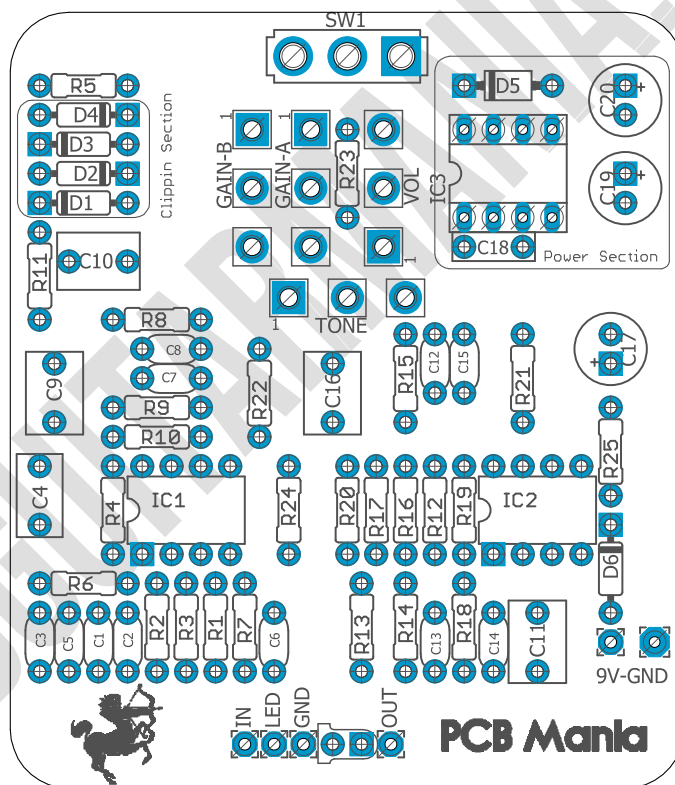 SW1
R5
D4
D3
D2
D1
Clippin Section
1
GAIN-B
1
GAIN-A
R23
VOL
1
D5
C20
+
IC3
C19
+
C18
Power Section
R11
C10
1
TONE
R8
C8
C7
R9
R10
C9
R22
C16
R15
C12
C15
R21
C17
+
C4
R4
IC1
R24
R20
R17
R16
R12
R19
IC2
R25
D6
R6
C3
C5
C1
C2
R2
R3
R1
R7
C6
R13
R14
C13
R18
C14
C11
9V-GND
IN
LED
GND
OUT
PCB Mania